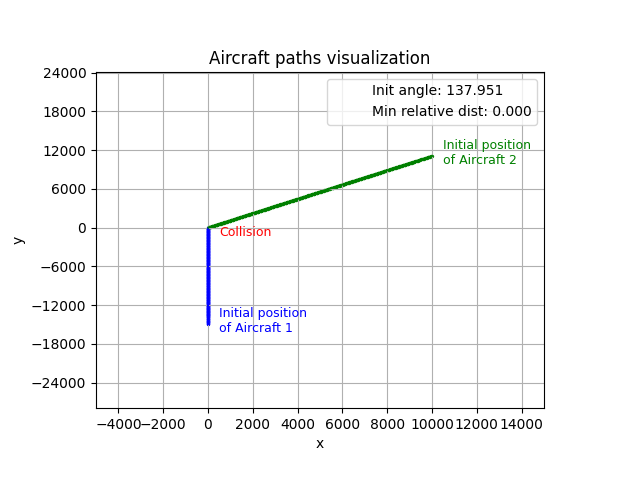 Aircraft paths visualization
Init angle: 137.951
Min relative dist: 0.000
24000
18000
12000
6000
0
−6000
−12000
−18000
−24000
y
Initial position
of Aircraft 2
Collision
Initial position
of Aircraft 1
−4000 −2000 0 2000 4000 6000 8000 10000 12000 14000
x